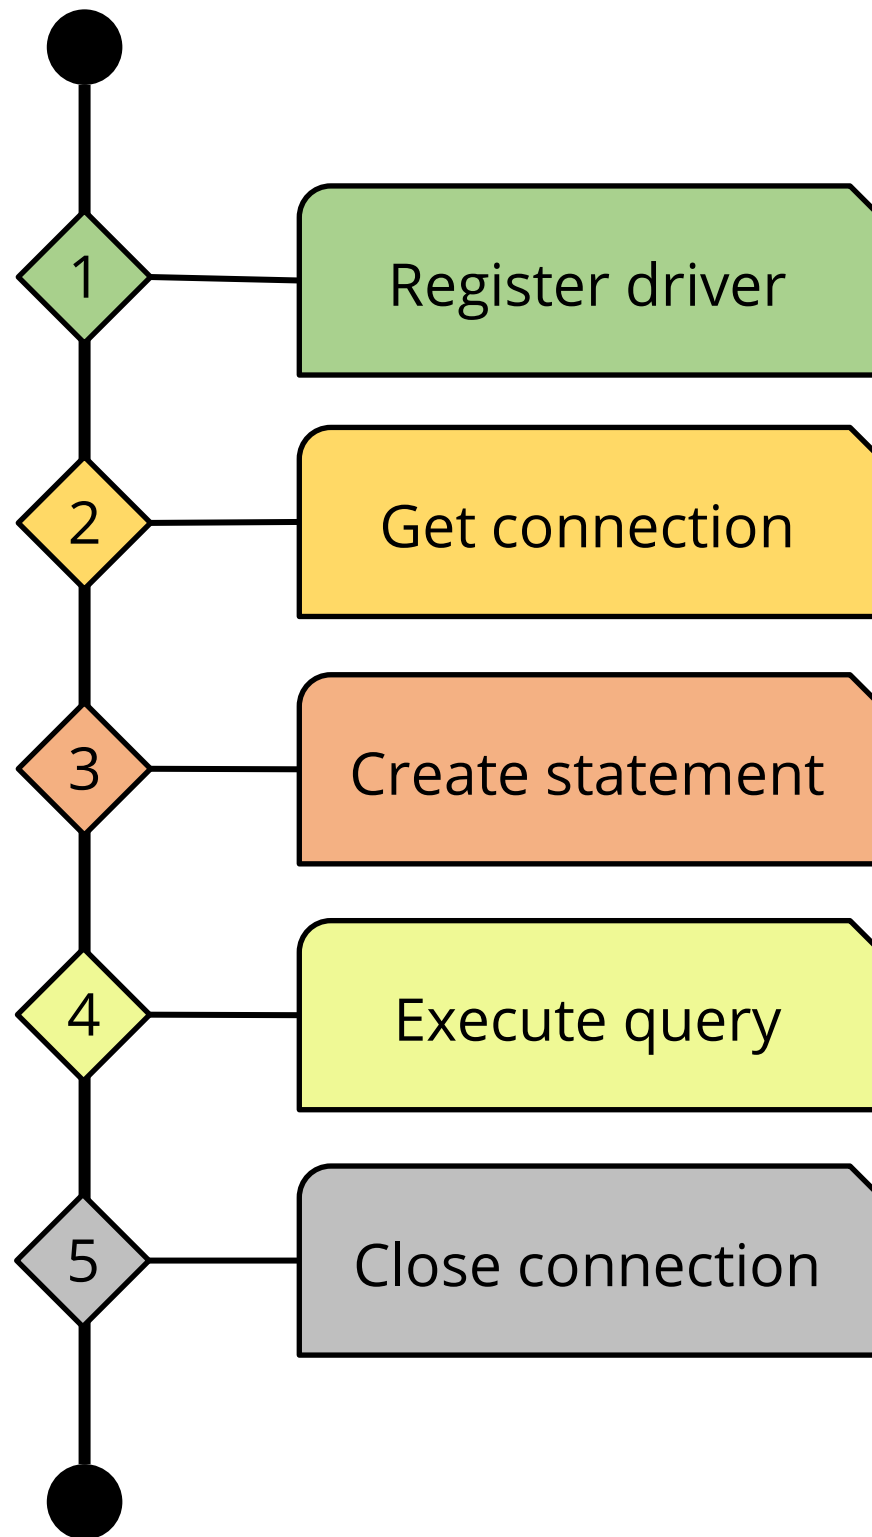 1
Register driver
2
Get connection
3
Create statement
4
Execute query
5
Close connection